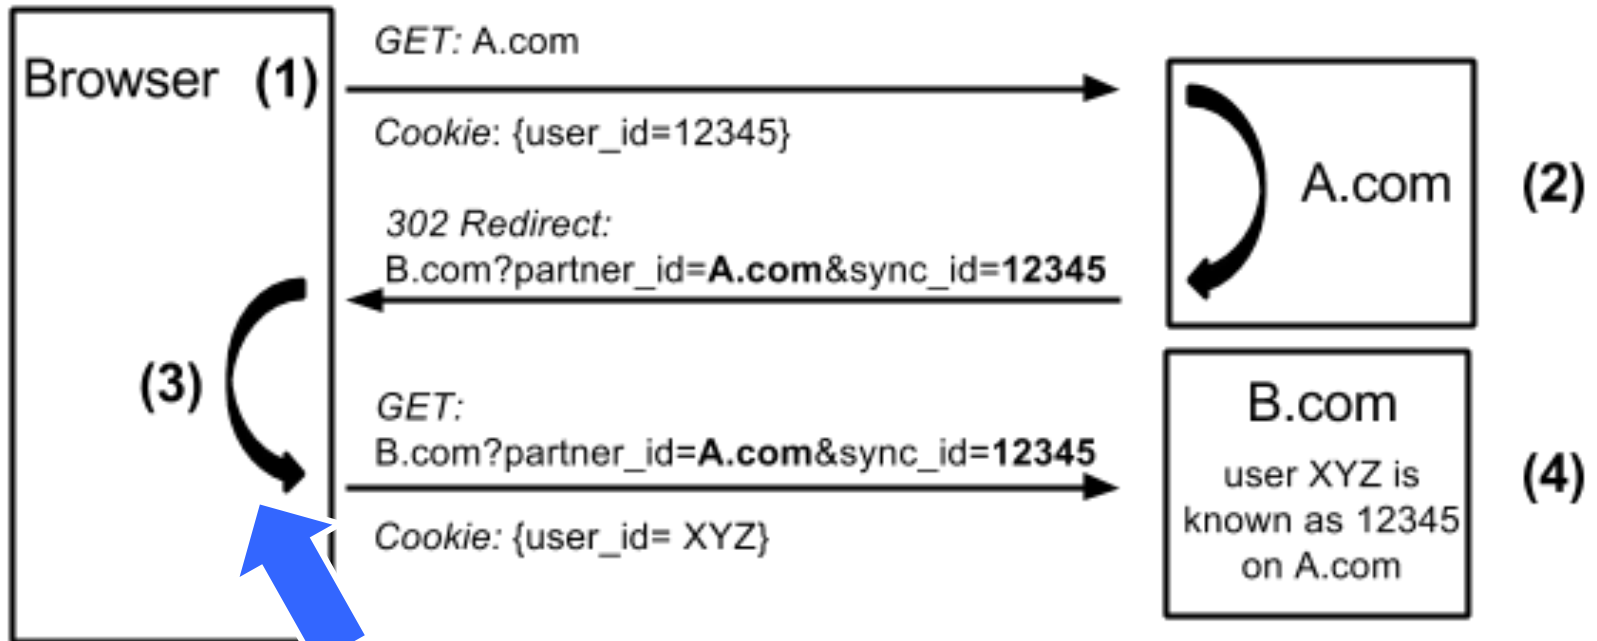 Browser (1)
GET: A.com
Cookie: {user_id=12345}
A.com (2)
302 Redirect:
B.com?partner_id=A.com&sync_id=12345
(3)
GET:
B.com?partner_id=A.com&sync_id=12345
Cookie: {user_id= XYZ}
B.com
user XYZ is
known as 12345
on A.com
(4)